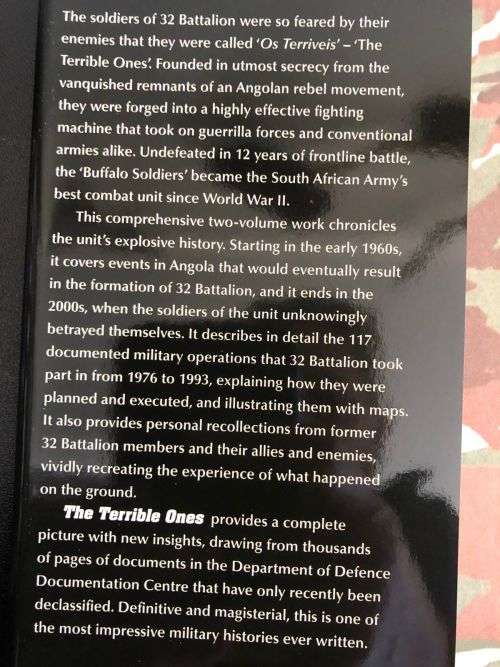 The soldiers of 32 Battalion were so feared by their
enemies that they were called ‘Os Terriveis’ – ‘The
Terrible Ones’. Founded in utmost secrecy from the
vanquished remnants of an Angolan rebel movement,
they were forged into a highly effective fighting
machine that took on guerrilla forces and conventional
armies alike. Undefeated in 12 years of frontline battle,
the ‘Buffalo Soldiers’ became the South African Army’s
best combat unit since World War II.
This comprehensive two-volume work chronicles
the unit’s explosive history. Starting in the early 1960s,
it covers events in Angola that would eventually result
in the formation of 32 Battalion, and it ends in the
2000s, when the soldiers of the unit unknowingly
betrayed themselves. It describes in detail the 117
documented military operations that 32 Battalion took
part in from 1976 to 1993, explaining how they were
planned and executed, and illustrating them with maps.
It also provides personal recollections from former
32 Battalion members and their allies and enemies,
vividly recreating the experience of what happened
on the ground.
The Terrible Ones provides a complete
picture with new insights, drawing from thousands
of pages of documents in the Department of Defence
Documentation Centre that have only recently been
declassified. Definitive and magisterial, this is one of
the most impressive military histories ever written.